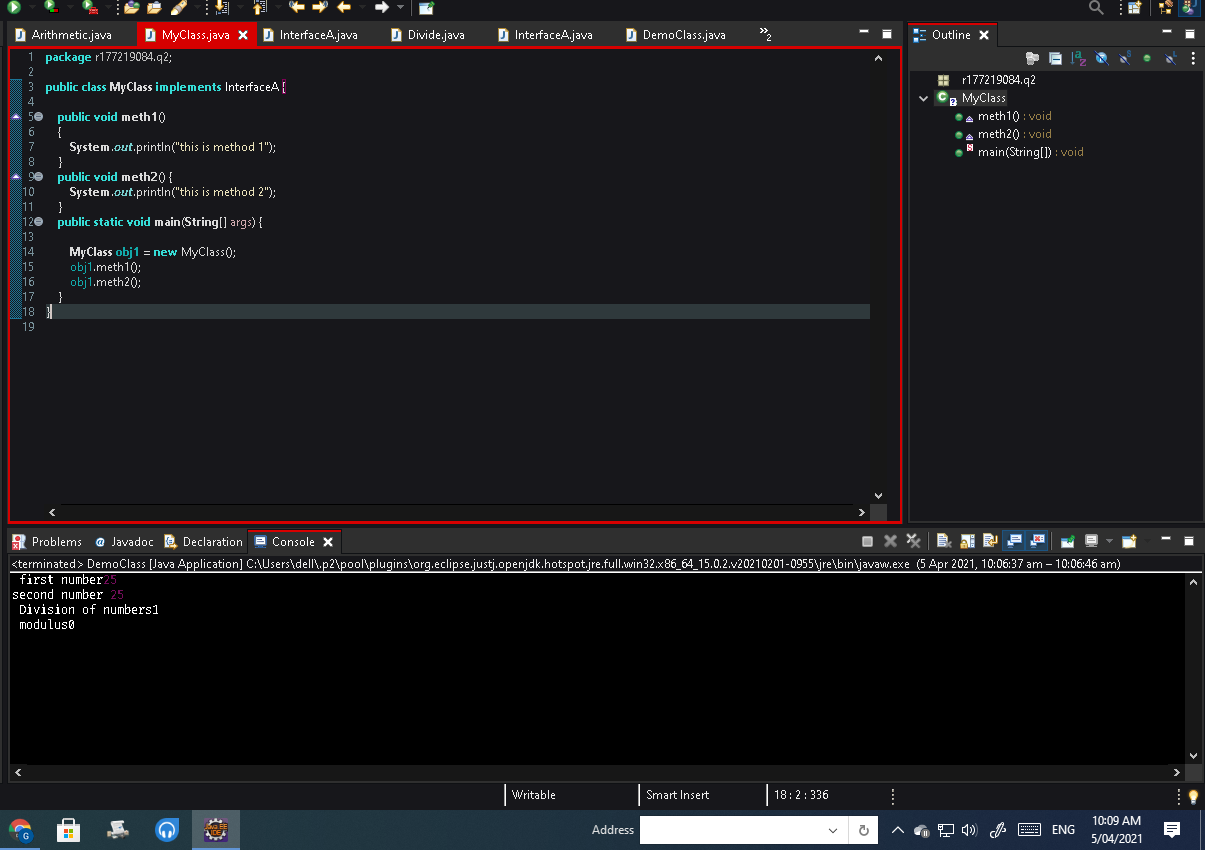 Arithmetic.java MyClass.java InterfaceA.java Divide.java InterfaceA.java DemoClass.java »2
1 package r177219084.q2;
2
3 public class MyClass implements InterfaceA{
4
5 public void meth1()
6 {
7 System.out.println("this is method 1");
8 }
9 public void meth2() {
10 System.out.println("this is method 2");
11 }
12 public static void main(String[] args) {
13
14 MyClass obj1 = new MyClass();
15 obj1.meth1();
16 obj1.meth2();
17 }
18 }
19
Outline
r177219084.q2
MyClass
meth1() : void
meth2() : void
main(String[]) : void
Problems Javadoc Declaration Console
<terminated> DemoClass [Java Application] C:\Users\dell\.p2\pool\plugins\org.eclipse.justj.openjdk.hotspot.jre.full.win32.x86_64_15.0.2.v20210201-0955\jre\bin\javaw.exe (5 Apr 2021, 10:06:37 am – 10:06:46 am)
first number25
second number 25
Division of numbers1
modulus0
Writable Smart Insert 18 : 2 : 336
Address ENG 10:09 AM
5/04/2021